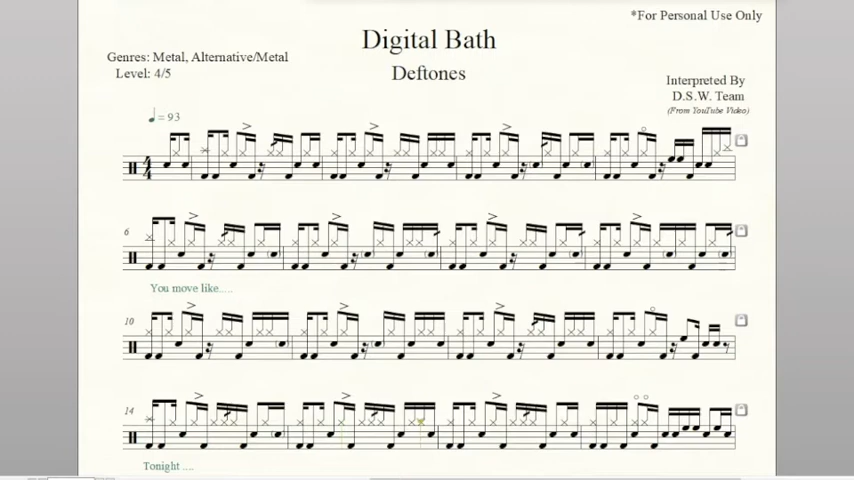 *For Personal Use Only
Digital Bath
Genres: Metal, Alternative/Metal
Level: 4/5
Deftones
Interpreted By
D.S.W. Team
(From YouTube Video)
= 93
4
4
6
You move like.....
10
14
Tonight ....